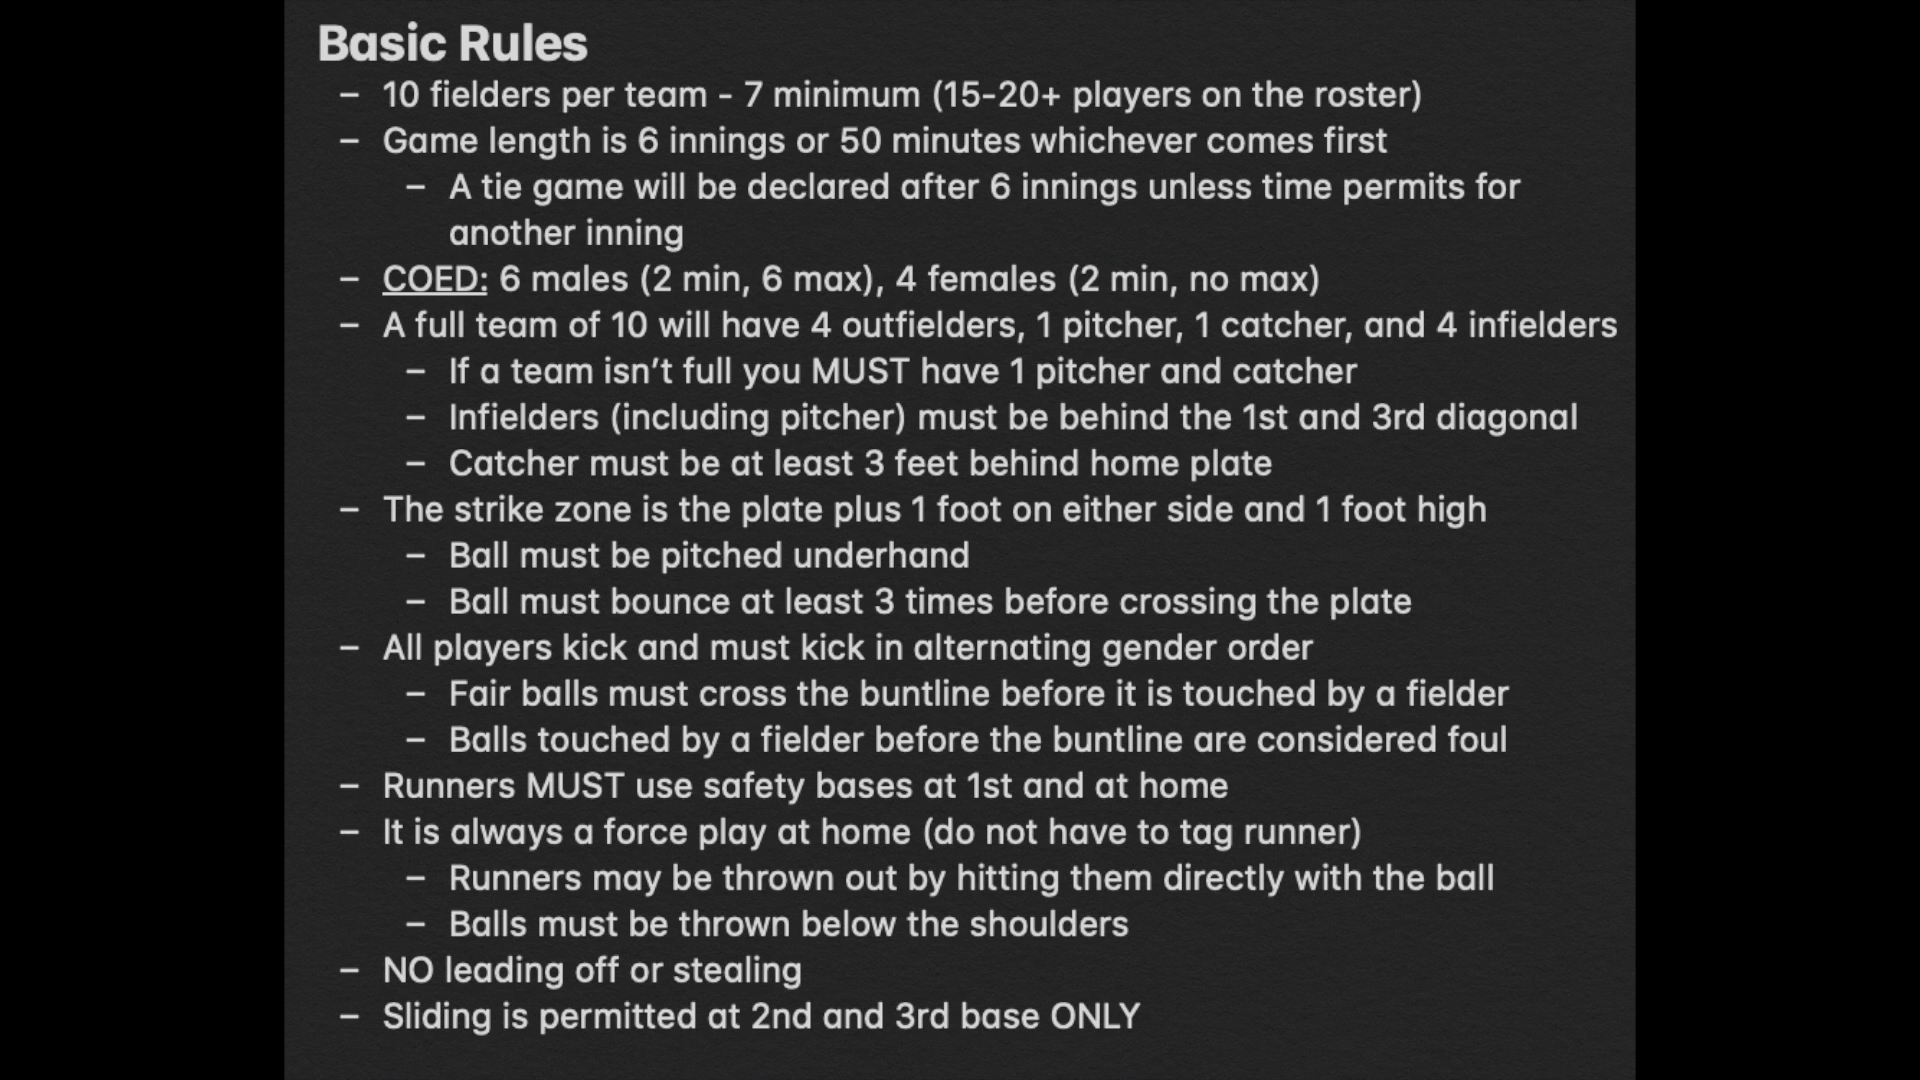 Basic Rules
– 10 fielders per team - 7 minimum (15-20+ players on the roster)
– Game length is 6 innings or 50 minutes whichever comes first
– A tie game will be declared after 6 innings unless time permits for
another inning
– COED: 6 males (2 min, 6 max), 4 females (2 min, no max)
– A full team of 10 will have 4 outfielders, 1 pitcher, 1 catcher, and 4 infielders
– If a team isn’t full you MUST have 1 pitcher and catcher
– Infielders (including pitcher) must be behind the 1st and 3rd diagonal
– Catcher must be at least 3 feet behind home plate
– The strike zone is the plate plus 1 foot on either side and 1 foot high
– Ball must be pitched underhand
– Ball must bounce at least 3 times before crossing the plate
– All players kick and must kick in alternating gender order
– Fair balls must cross the buntline before it is touched by a fielder
– Balls touched by a fielder before the buntline are considered foul
– Runners MUST use safety bases at 1st and at home
– It is always a force play at home (do not have to tag runner)
– Runners may be thrown out by hitting them directly with the ball
– Balls must be thrown below the shoulders
– NO leading off or stealing
– Sliding is permitted at 2nd and 3rd base ONLY